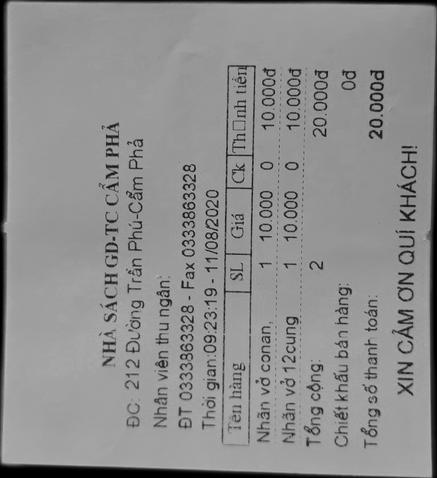 NHÀ SÁCH GD-TC CẨM PHẢ
ĐC: 212 Đường Trần Phú-Cẩm Phả
Nhân viên thu ngân:
ĐT 0333863328 - Fax 0333863328
Thời gian:09:23:19 - 11/08/2020
Tên hàng SL Giá Ck Th□nh tiền
Nhãn vở conan, 1 10.000 0 10.000đ
Nhãn vở 12cung 1 10.000 0 10.000đ
Tổng cộng: 2 20.000đ
Chiết khấu bán hàng: 0đ
Tổng số thanh toán: 20.000đ
XIN CẢM ƠN QUÍ KHÁCH!